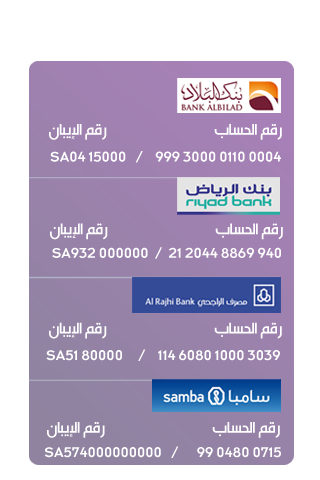 بنك البلاد
BANK ALBILAD
رقم الحساب رقم الإيبان
SA04 15000 / 999 3000 0110 0004
بنك الرياض
rıyad bank
رقم الحساب رقم الإيبان
SA932 000000 / 21 2044 8869 940
Al Rajhi Bank مصرف الراجحي
رقم الحساب رقم الإيبان
SA51 80000 / 114 6080 1000 3039
samba سامبا
رقم الحساب رقم الإيبان
SA574000000000 / 99 0480 0715